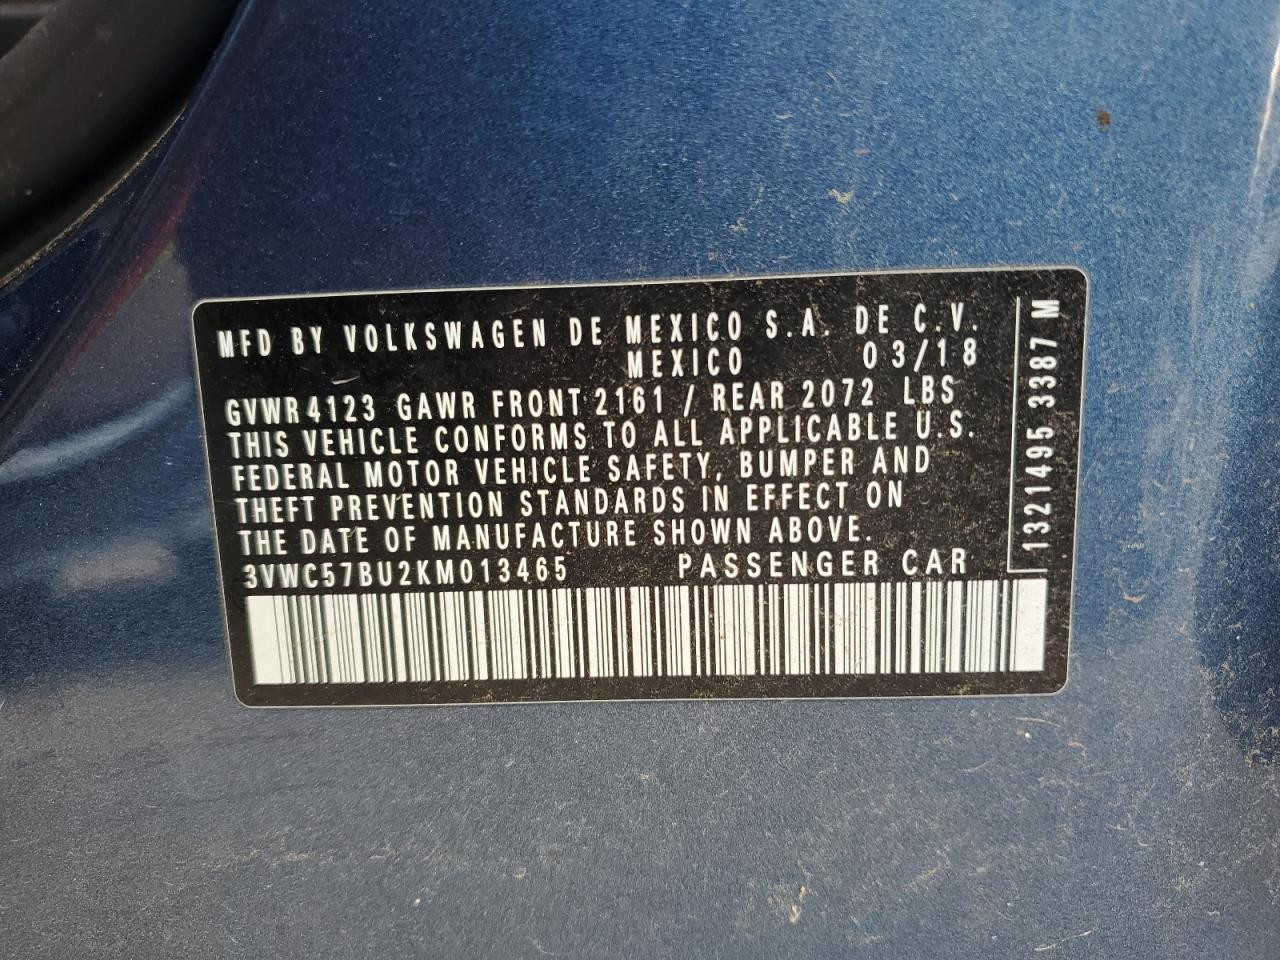 MFD BY VOLKSWAGEN DE MEXICO S.A. DE C.V.
MEXICO 03/18
GVWR 4123 GAWR FRONT 2161 / REAR 2072 LBS
THIS VEHICLE CONFORMS TO ALL APPLICABLE U.S.
FEDERAL MOTOR VEHICLE SAFETY, BUMPER AND
THEFT PREVENTION STANDARDS IN EFFECT ON
THE DATE OF MANUFACTURE SHOWN ABOVE.
3VWC57BU2KM013465 PASSENGER CAR
1321495 3387 M